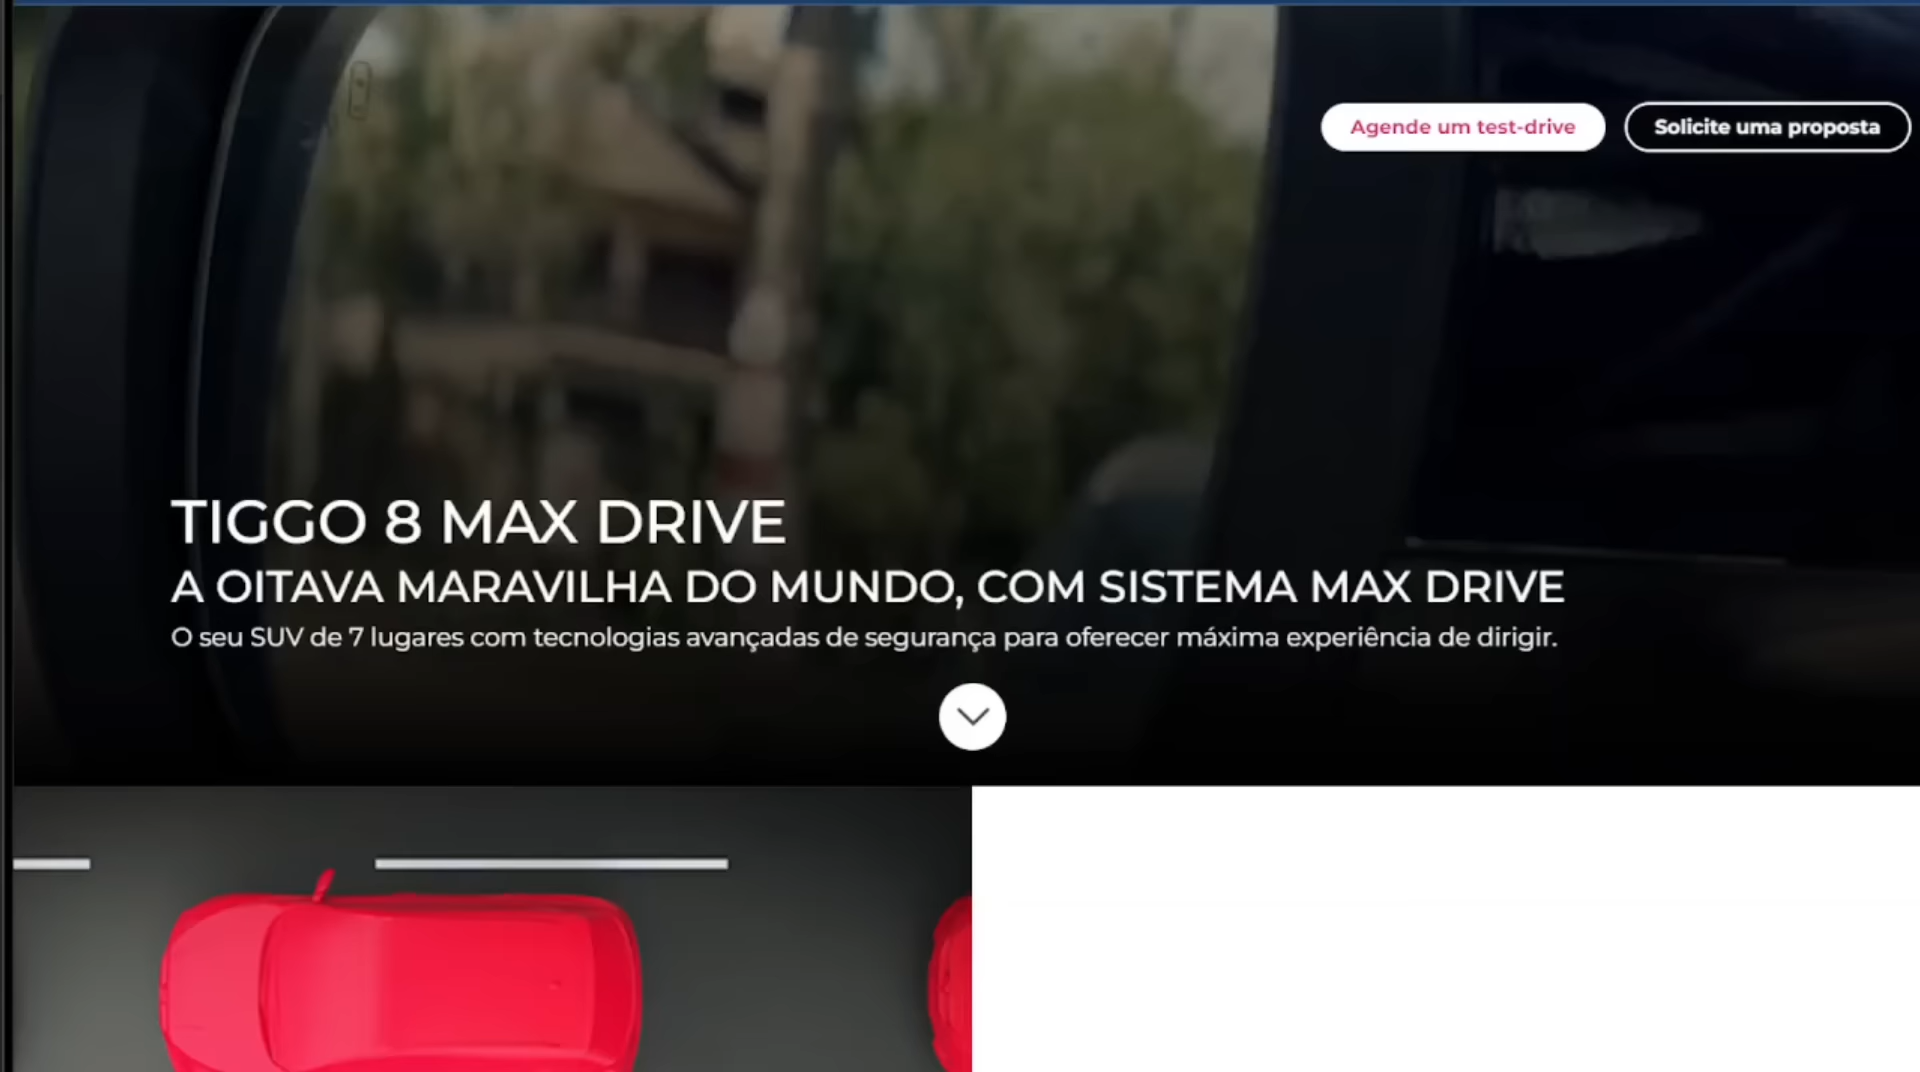 Agende um test-drive
Solicite uma proposta
TIGGO 8 MAX DRIVE
A OITAVA MARAVILHA DO MUNDO, COM SISTEMA MAX DRIVE
O seu SUV de 7 lugares com tecnologias avançadas de segurança para oferecer máxima experiência de dirigir.